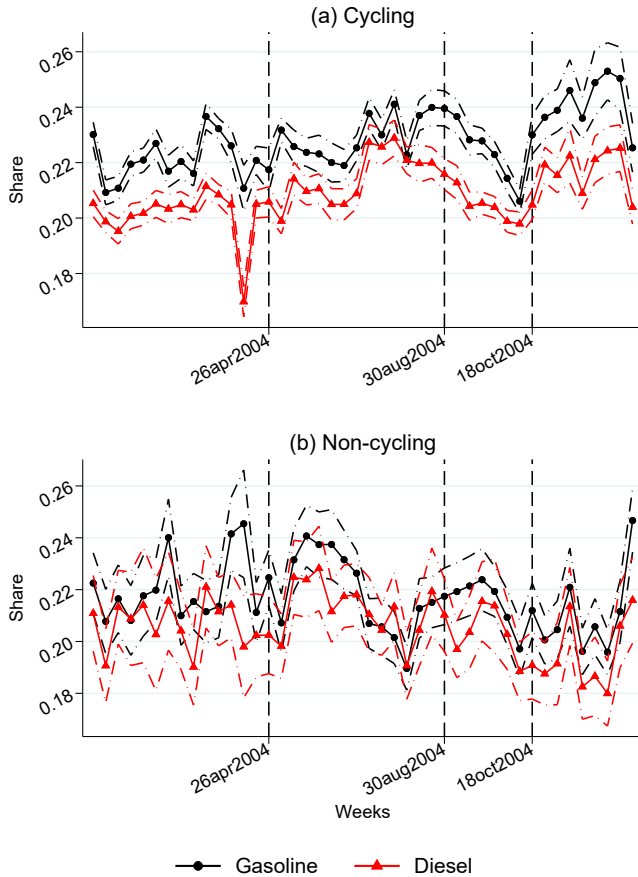 (a) Cycling
0.26
0.24
0.22
0.20
0.18
Share
26apr2004
30aug2004
18oct2004
(b) Non-cycling
0.26
0.24
0.22
0.20
0.18
Share
26apr2004
30aug2004
18oct2004
Weeks
Gasoline Diesel